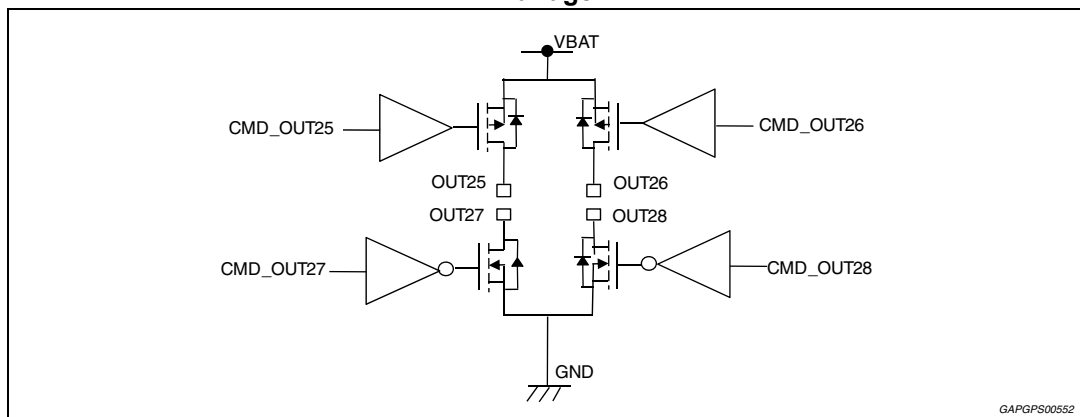 VBAT
CMD_OUT25
CMD_OUT26
OUT25
OUT26
OUT27
OUT28
CMD_OUT27
CMD_OUT28
GND
GAPGPS00552